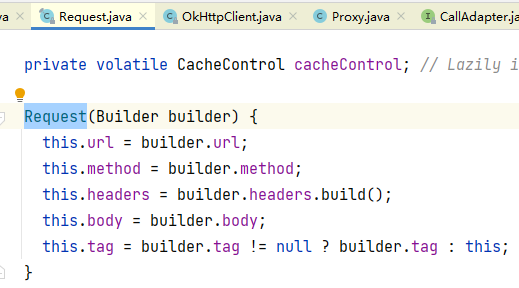 va Request.java OkHttpClient.java Proxy.java CallAdapter.java
private volatile CacheControl cacheControl; // Lazily i
Request(Builder builder) {
this.url = builder.url;
this.method = builder.method;
this.headers = builder.headers.build();
this.body = builder.body;
this.tag = builder.tag != null ? builder.tag : this;
}